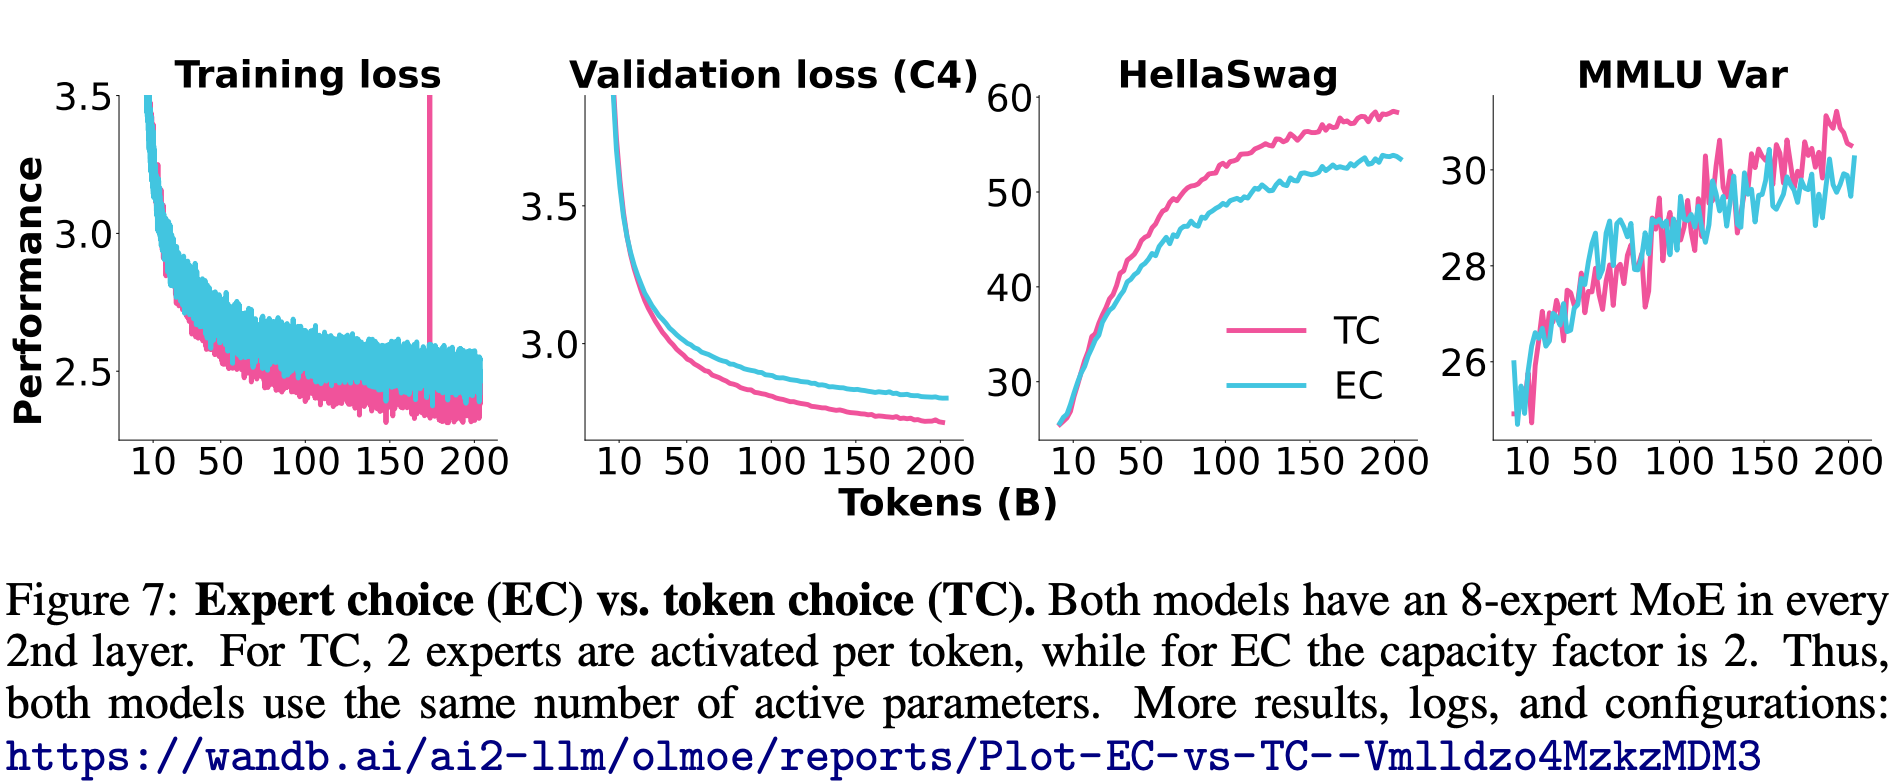 Training loss
Validation loss (C4)
HellaSwag
MMLU Var
Performance
3.5
3.0
2.5
10 50 100 150 200
3.5
3.0
10 50 100 150 200
60
50
40
30
TC
EC
10 50 100 150 200
30
28
26
10 50 100 150 200
Tokens (B)
Figure 7: Expert choice (EC) vs. token choice (TC). Both models have an 8-expert MoE in every
2nd layer. For TC, 2 experts are activated per token, while for EC the capacity factor is 2. Thus,
both models use the same number of active parameters. More results, logs, and configurations:
https://wandb.ai/ai2-llm/olmoe/reports/Plot-EC-vs-TC--Vmlldzo4MzkzMDM3